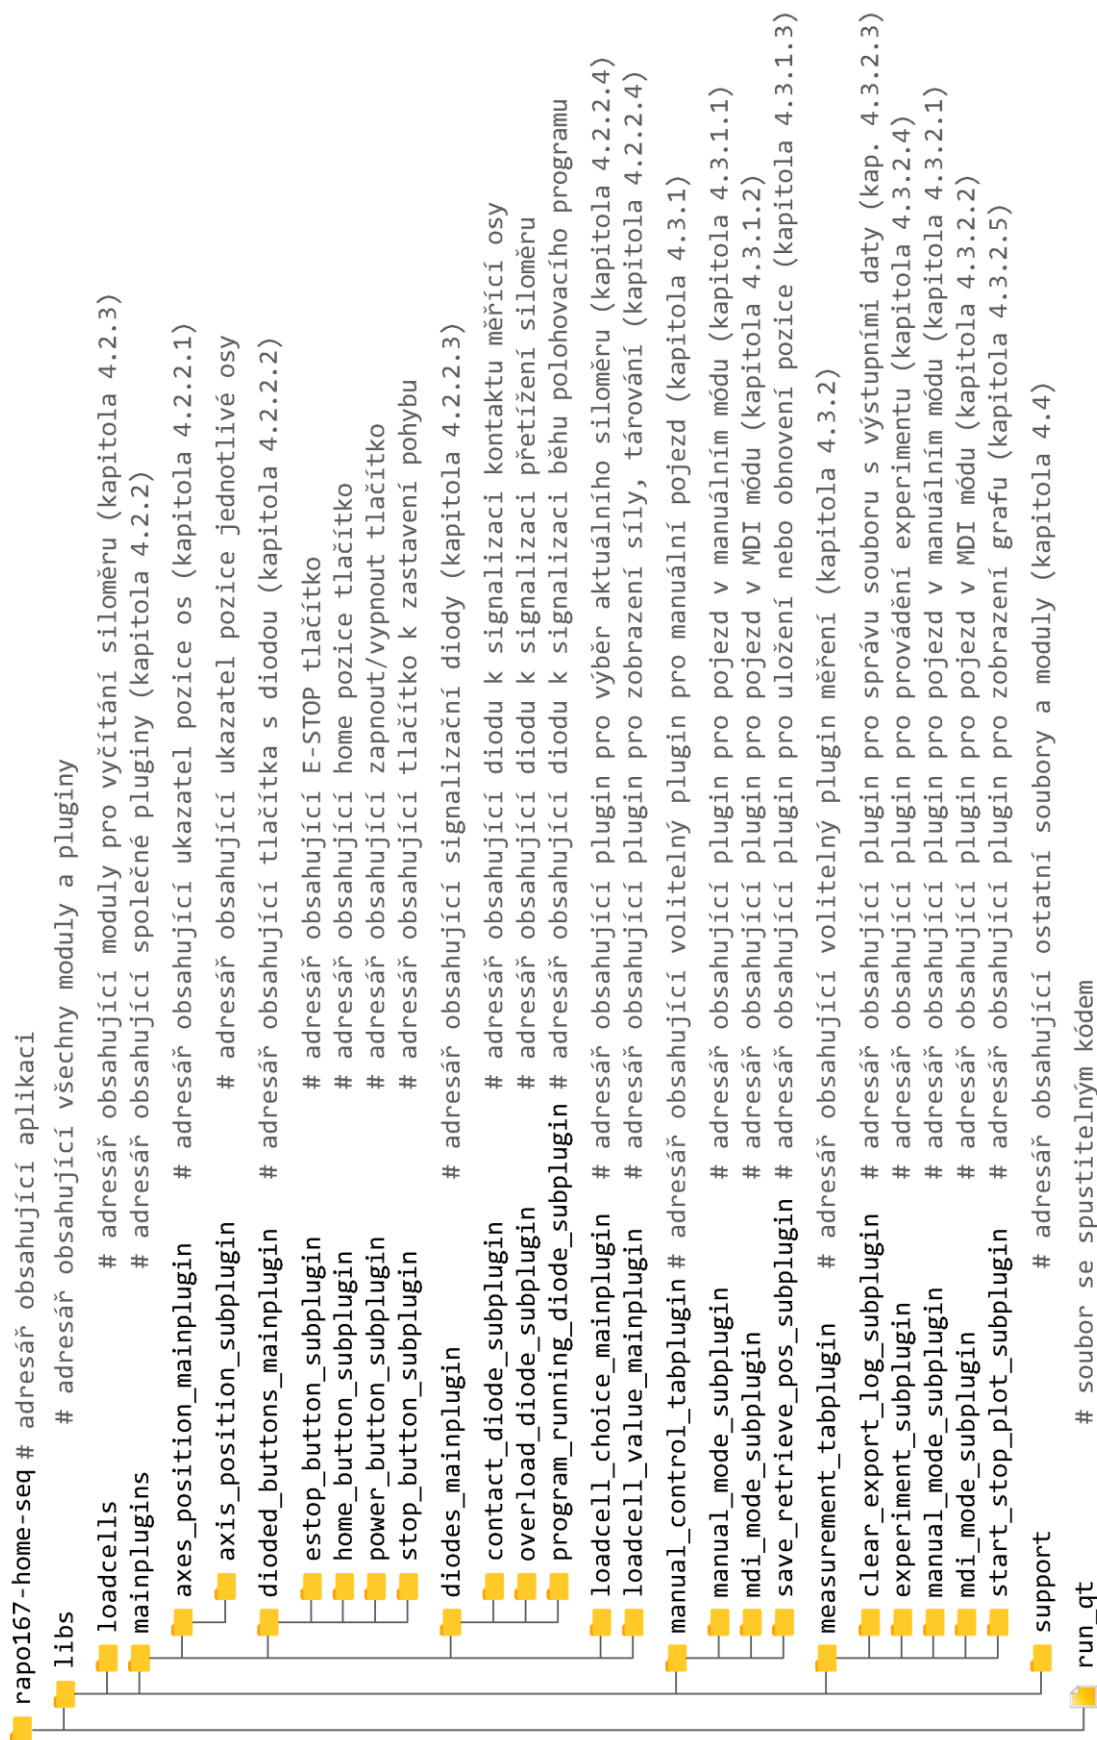 rapo167-home-seq # adresář obsahující aplikaci
libs # adresář obsahující všechny moduly a pluginy
loadcells # adresář obsahující moduly pro vyčítání siloměru (kapitola 4.2.3)
mainplugins # adresář obsahující společné pluginy (kapitola 4.2.2)
axes_position_mainplugin # adresář obsahující ukazatel pozice os (kapitola 4.2.2.1)
axis_position_subplugin # adresář obsahující ukazatel pozice jednotlivé osy
dioded_buttons_mainplugin # adresář obsahující tlačítka s diodou (kapitola 4.2.2.2)
estop_button_subplugin # adresář obsahující E-STOP tlačítko
home_button_subplugin # adresář obsahující home pozice tlačítko
power_button_subplugin # adresář obsahující zapnout/vypnout tlačítko
stop_button_subplugin # adresář obsahující tlačítko k zastavení pohybu
diodes_mainplugin # adresář obsahující signalizační diody (kapitola 4.2.2.3)
contact_diode_subplugin # adresář obsahující diodu k signalizaci kontaktu měřící osy
overload_diode_subplugin # adresář obsahující diodu k signalizaci přetížení siloměru
program_running_diode_subplugin # adresář obsahující diodu k signalizaci běhu polohovacího programu
loadcell_choice_mainplugin # adresář obsahující plugin pro výběr aktuálního siloměru (kapitola 4.2.2.4)
loadcell_value_mainplugin # adresář obsahující plugin pro zobrazení síly, tárování (kapitola 4.2.2.4)
manual_control_tabplugin # adresář obsahující volitelný plugin pro manuální pojezd (kapitola 4.3.1)
manual_mode_subplugin # adresář obsahující plugin pro pojezd v manuálním módu (kapitola 4.3.1.1)
mdi_mode_subplugin # adresář obsahující plugin pro pojezd v MDI módu (kapitola 4.3.1.2)
save_retrieve_pos_subplugin # adresář obsahující plugin pro uložení nebo obnovení pozice (kapitola 4.3.1.3)
measurement_tabplugin # adresář obsahující volitelný plugin měření (kapitola 4.3.2)
clear_export_log_subplugin # adresář obsahující plugin pro správu souboru s výstupními daty (kap. 4.3.2.3)
experiment_subplugin # adresář obsahující plugin pro provádění experimentu (kapitola 4.3.2.4)
manual_mode_subplugin # adresář obsahující plugin pro pojezd v manuálním módu (kapitola 4.3.2.1)
mdi_mode_subplugin # adresář obsahující plugin pro pojezd v MDI módu (kapitola 4.3.2.2)
start_stop_plot_subplugin # adresář obsahující plugin pro zobrazení grafu (kapitola 4.3.2.5)
support # adresář obsahující ostatní soubory a moduly (kapitola 4.4)
run_qt # soubor se spustitelným kódem